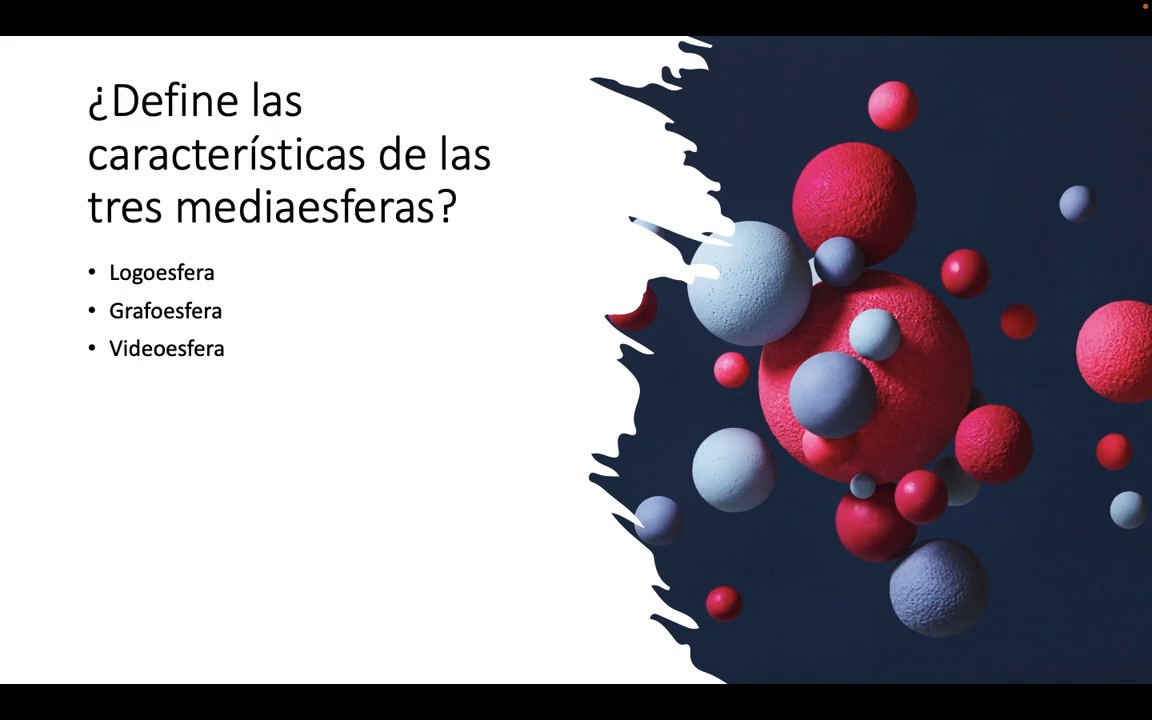 ¿Define las
características de las
tres mediaesferas?
• Logoesfera
• Grafoesfera
• Videoesfera